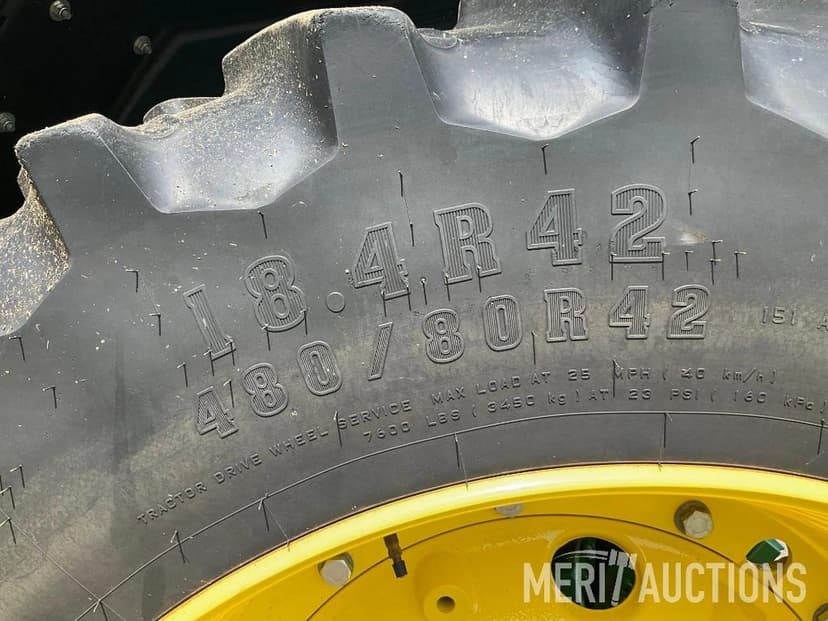 18.4R42
480/80R42
151 A
TRACTOR DRIVE WHEEL SERVICE MAX LOAD AT 25 MPH (40 km/h)
7600 LBS (3450 kg) AT 23 PSI (160 kPa)
MERIT AUCTIONS